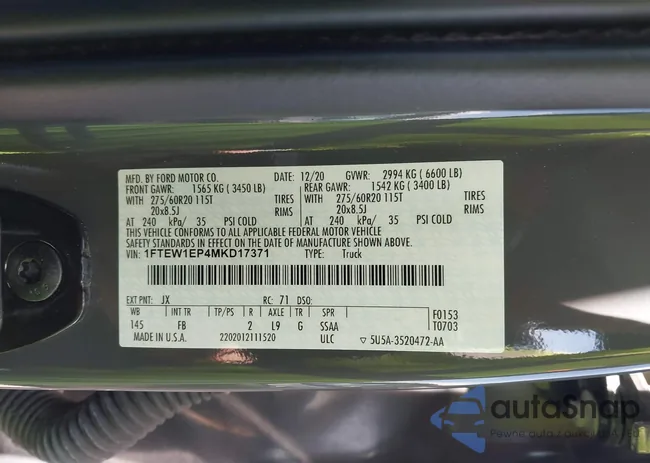 MFD. BY FORD MOTOR CO. DATE: 12/20 GVWR: 2994 KG ( 6600 LB)
FRONT GAWR: 1565 KG ( 3450 LB) REAR GAWR: 1542 KG ( 3400 LB)
WITH 275/60R20 115T TIRES WITH 275/60R20 115T TIRES
20x8.5J RIMS 20x8.5J RIMS
AT 240 kPa/ 35 PSI COLD AT 240 kPa/ 35 PSI COLD
THIS VEHICLE CONFORMS TO ALL APPLICABLE FEDERAL MOTOR VEHICLE
SAFETY STANDARDS IN EFFECT ON THE DATE OF MANUFACTURE SHOWN ABOVE.
VIN: 1FTEW1EP4MKD17371 TYPE: Truck
EXT PNT: JX RC: 71 DSO:
WB INT TR TP/PS R AXLE TR SPR F0153
145 FB 2 L9 G SSAA T0703
MADE IN U.S.A. 2202012111520 ULC 5U5A-3520472-AA
autoSnap
Pewne auta z